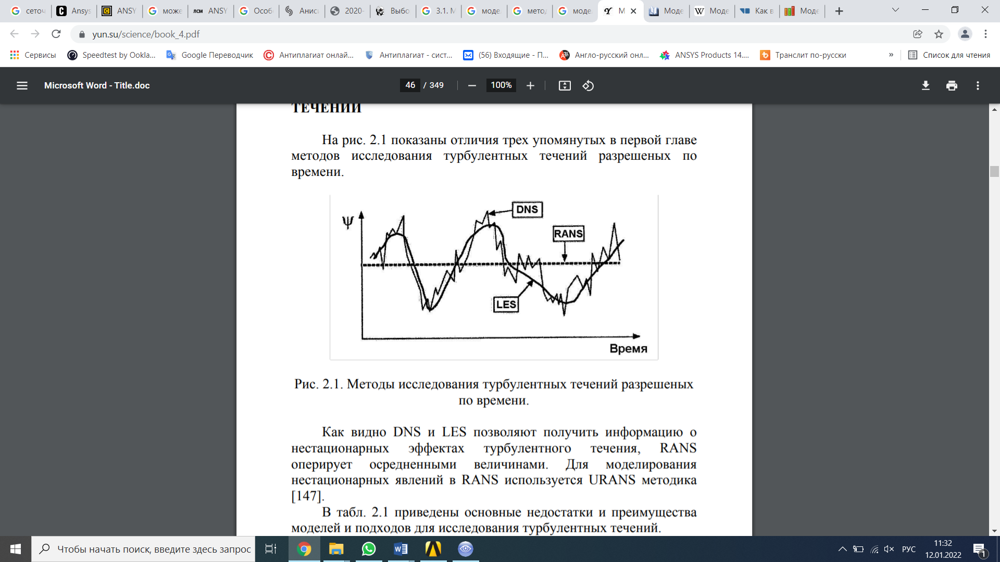 сеточ
Ansys
ANSY
може
лсм ANSY
Особ
Аниси
2020-
Выбо
3.1. М
моде
метод
моде
М
Моде
W Моде
Как в
Моде
yun.su/science/book_4.pdf
Сервисы
Speedtest by Ookla...
Google Переводчик
Антиплагиат онлай...
Антиплагиат - сист...
(56) Входящие - П...
Англо-русский онл...
ANSYS Products 14....
Транслит по-русски
»
Список для чтения
Microsoft Word - Title.doc
46 / 349
100%
ТЕЧЕНИЙ
На рис. 2.1 показаны отличия трех упомянутых в первой главе
методов исследования турбулентных течений разрешеных по
времени.
Ψ
DNS
RANS
LES
Время
Рис. 2.1. Методы исследования турбулентных течений разрешеных
по времени.
Как видно DNS и LES позволяют получить информацию о
нестационарных эффектах турбулентного течения, RANS
оперирует осредненными величинами. Для моделирования
нестационарных явлений в RANS используется URANS методика
[147].
В табл. 2.1 приведены основные недостатки и преимущества
моделей и подходов для исследования турбулентных течений.
Чтобы начать поиск, введите здесь запрос
РУС
11:32
12.01.2022
1